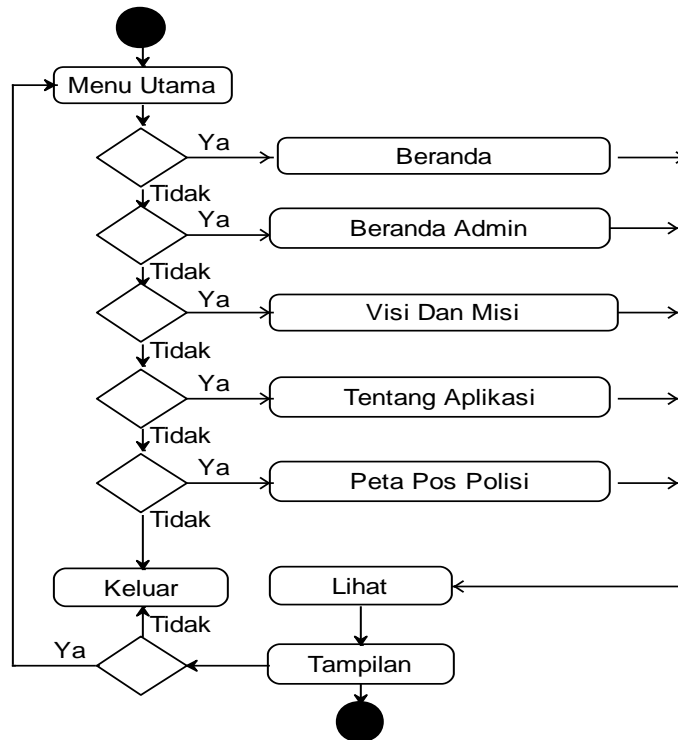 Menu Utama
Ya
Beranda
Tidak
Ya
Beranda Admin
Tidak
Ya
Visi Dan Misi
Tidak
Ya
Tentang Aplikasi
Tidak
Ya
Peta Pos Polisi
Tidak
Keluar
Lihat
Tidak
Ya
Tampilan